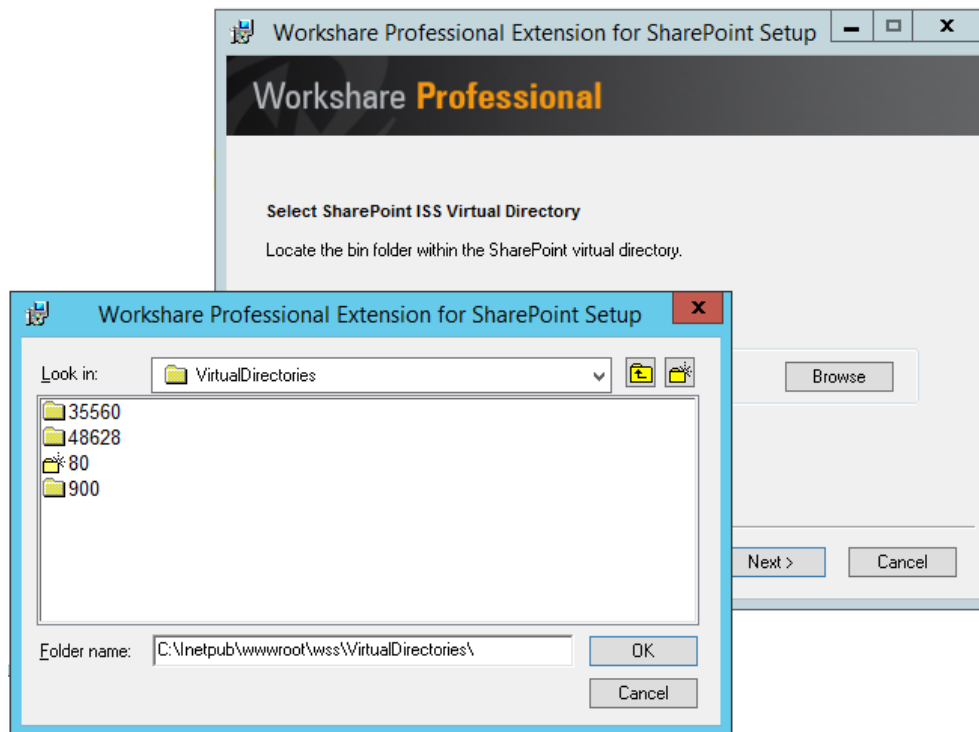 Workshare Professional Extension for SharePoint Setup
Workshare Professional
Select SharePoint ISS Virtual Directory
Locate the bin folder within the SharePoint virtual directory.
Browse
Next >
Cancel
Workshare Professional Extension for SharePoint Setup
Look in:
VirtualDirectories
35560
48628
80
900
Folder name:
C:\Inetpub\wwwroot\wss\VirtualDirectories\
OK
Cancel